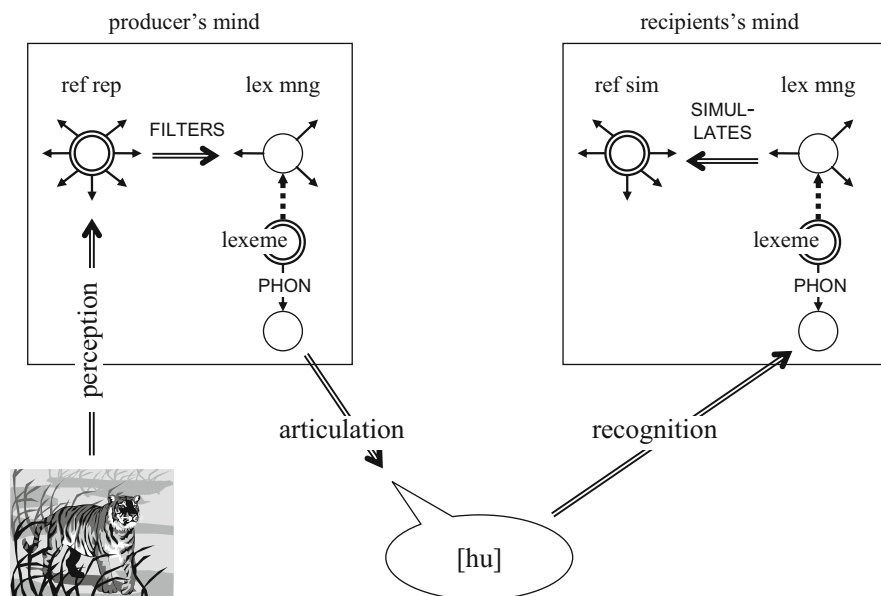 producer's mind
recipients's mind
ref rep
lex mng
FILTERS
lexeme
PHON
perception
ref sim
lex mng
SIMUL-
LATES
lexeme
PHON
articulation
recognition
[hu]